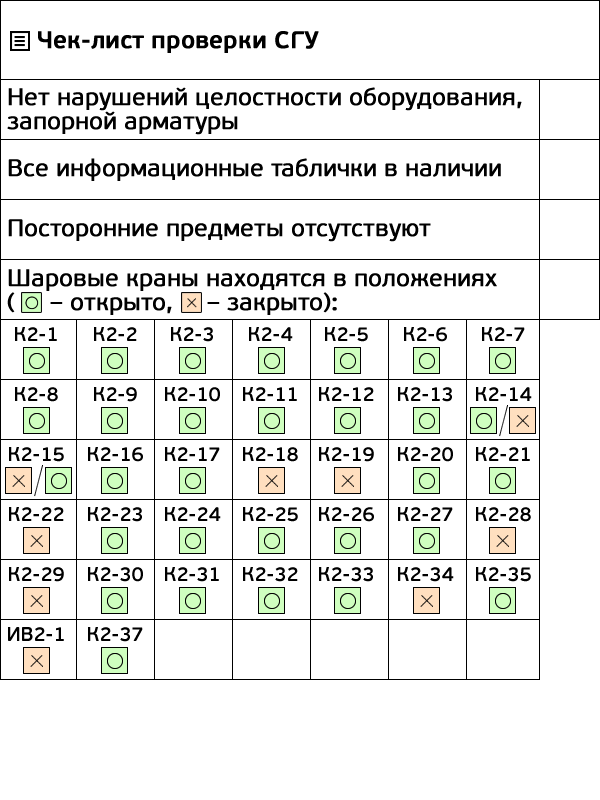 Чек-лист проверки СГУ
Нет нарушений целостности оборудования,
запорной арматуры
Все информационные таблички в наличии
Посторонние предметы отсутствуют
Шаровые краны находятся в положениях
( – открыто, – закрыто):
К2-1 К2-2 К2-3 К2-4 К2-5 К2-6 К2-7
К2-8 К2-9 К2-10 К2-11 К2-12 К2-13 К2-14
/
К2-15 К2-16 К2-17 К2-18 К2-19 К2-20 К2-21
/
К2-22 К2-23 К2-24 К2-25 К2-26 К2-27 К2-28
К2-29 К2-30 К2-31 К2-32 К2-33 К2-34 К2-35
ИВ2-1 К2-37